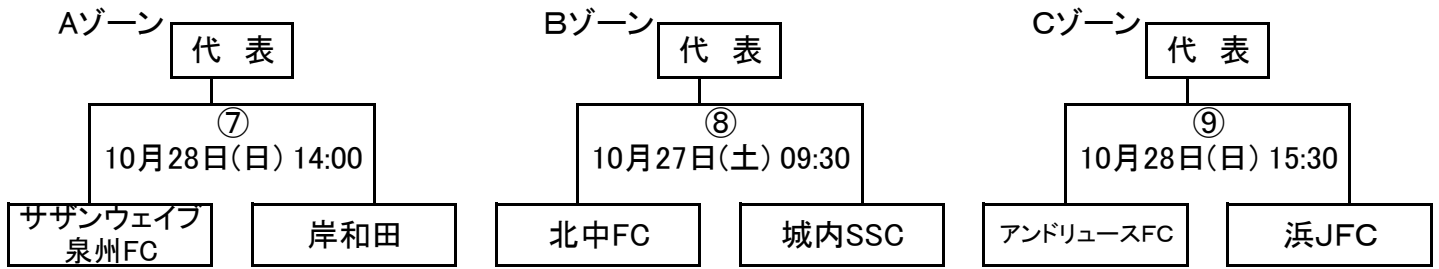 Aゾーン
代 表
⑦
10月28日(日) 14:00
サザンウェイブ
泉州FC
岸和田
Bゾーン
代 表
⑧
10月27日(土) 09:30
北中FC
城内SSC
Cゾーン
代 表
⑨
10月28日(日) 15:30
アンドリュースFC
浜JFC